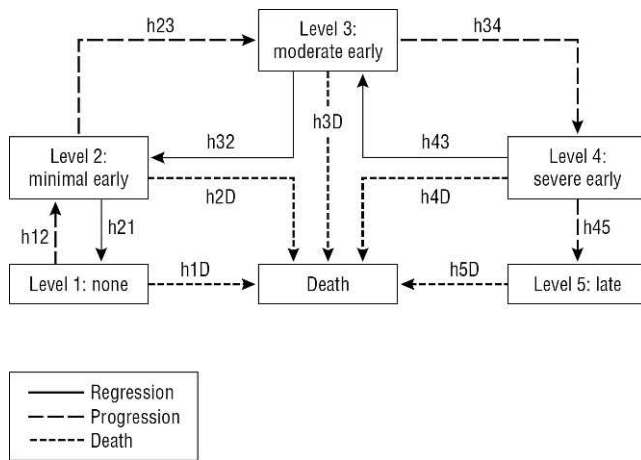 h23
Level 3:
moderate early
h34
h32
h3D
h43
Level 2:
minimal early
Level 4:
severe early
h2D
h4D
h12
h21
h45
Level 1: none
h1D
Death
h5D
Level 5: late
Regression
Progression
Death